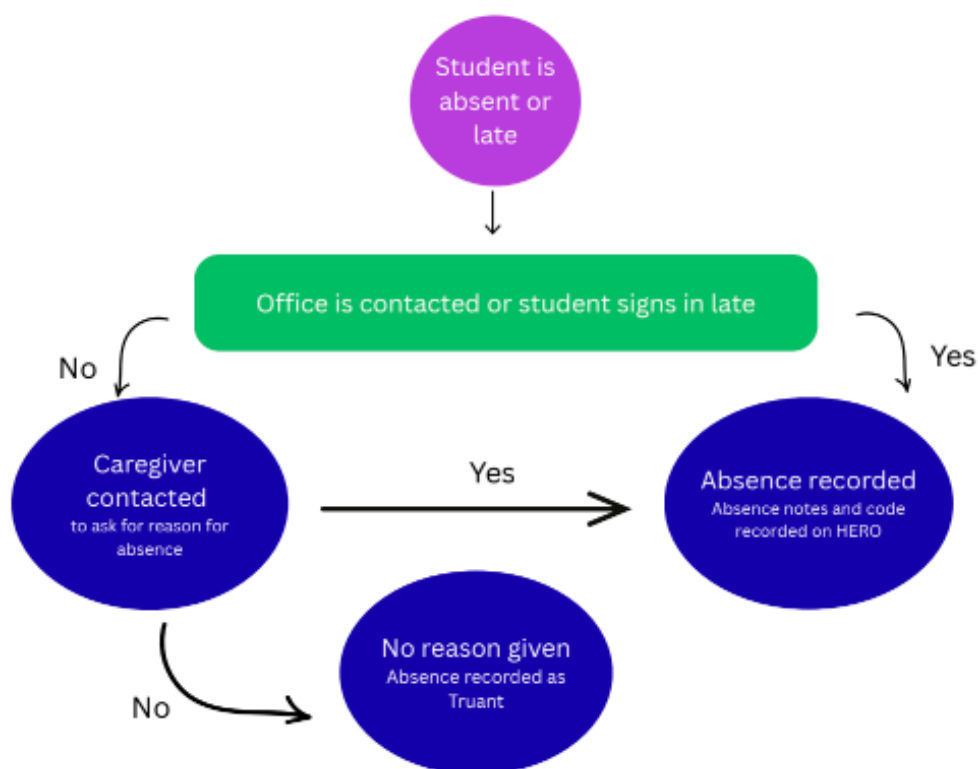 Student is
absent or
late
Office is contacted or student signs in late
No
Yes
Caregiver
contacted
to ask for reason for
absence
Yes
Absence recorded
Absence notes and code
recorded on HERO
No
No reason given
Absence recorded as
Truant